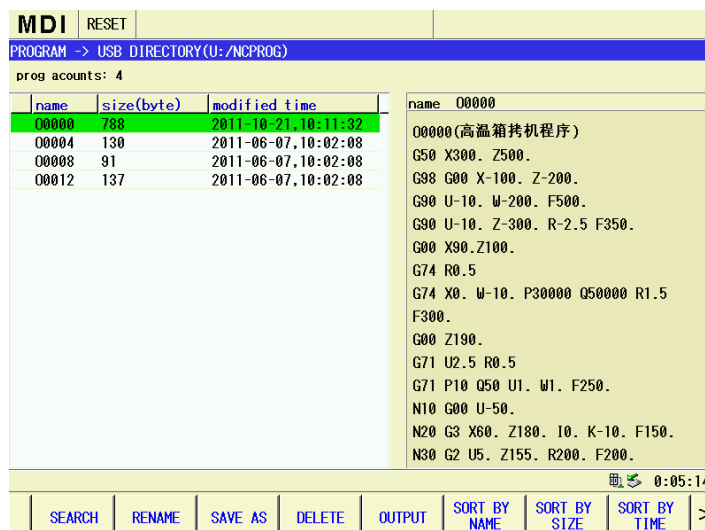 MDI RESET
PROGRAM -> USB DIRECTORY(U:/NCPROG)
prog acounts: 4
name size(byte) modified time
O0000 788 2011-10-21,10:11:32
O0004 130 2011-06-07,10:02:08
O0008 91 2011-06-07,10:02:08
O0012 137 2011-06-07,10:02:08
name O0000
O0000(高温箱拷机程序)
G50 X300. Z500.
G98 G00 X-100. Z-200.
G90 U-10. W-200. F500.
G90 U-10. Z-300. R-2.5 F350.
G00 X90.Z100.
G74 R0.5
G74 X0. W-10. P30000 Q50000 R1.5
F300.
G00 Z190.
G71 U2.5 R0.5
G71 P10 Q50 U1. W1. F250.
N10 G00 U-50.
N20 G3 X60. Z180. I0. K-10. F150.
N30 G2 U5. Z155. R200. F200.
0:05:14
SEARCH RENAME SAVE AS DELETE OUTPUT SORT BY NAME SORT BY SIZE SORT BY TIME >